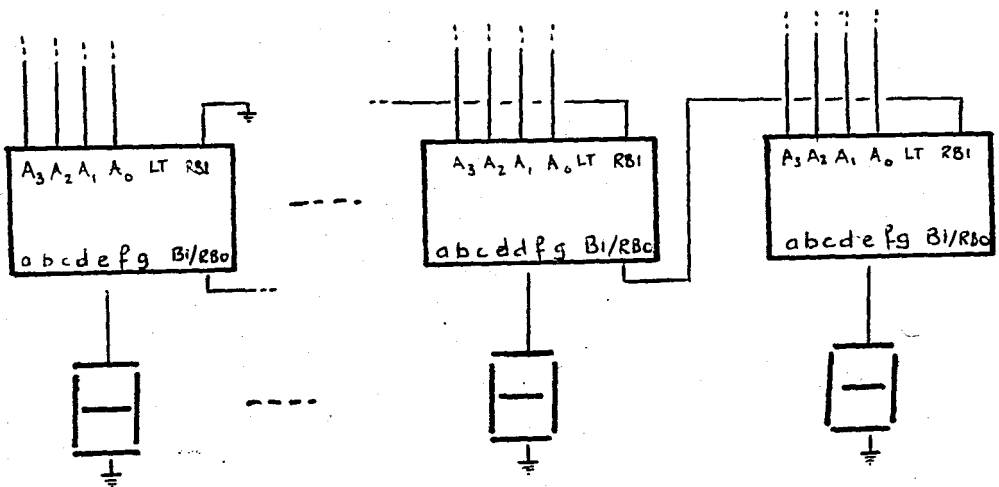 A3 A2 A1 A0 LT RBI
a b c d e f g Bi/RBo
A3 A2 A1 A0 LT RBI
a b c d d f g Bi/RBo
A3 A2 A1 A0 LT RBI
a b c d e f g Bi/RBo